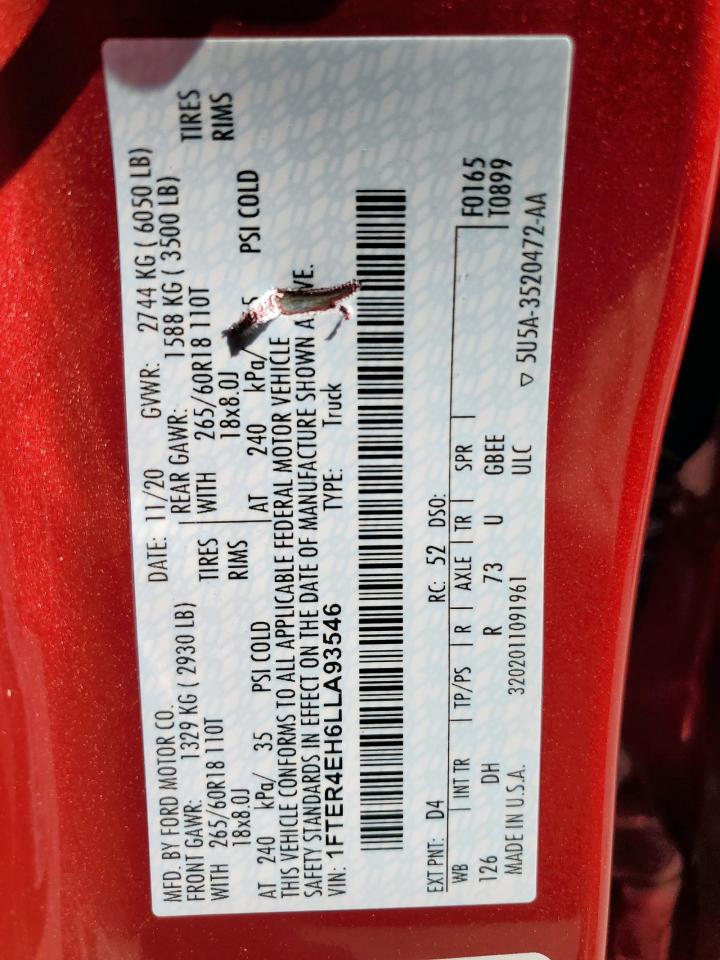 MFD. BY FORD MOTOR CO. DATE: 11/20 GVWR: 2744 KG ( 6050 LB)
FRONT GAWR: 1329 KG ( 2930 LB) REAR GAWR: 1588 KG ( 3500 LB)
WITH 265/60R18 110T TIRES WITH 265/60R18 110T TIRES
18x8.0J RIMS 18x8.0J RIMS
AT 240 kPa/ 35 PSI COLD AT 240 kPa/ 5 PSI COLD
THIS VEHICLE CONFORMS TO ALL APPLICABLE FEDERAL MOTOR VEHICLE
SAFETY STANDARDS IN EFFECT ON THE DATE OF MANUFACTURE SHOWN A VE.
VIN: 1FTER4EH6LLA93546 TYPE: Truck
EXT PNT: D4 RC: 52 DSO: F0165
WB INT TR TP/PS R AXLE TR SPR T0899
126 DH R 73 U GBEE
MADE IN U.S.A. 3202011091961 ULC ▽ 5U5A-3520472-AA